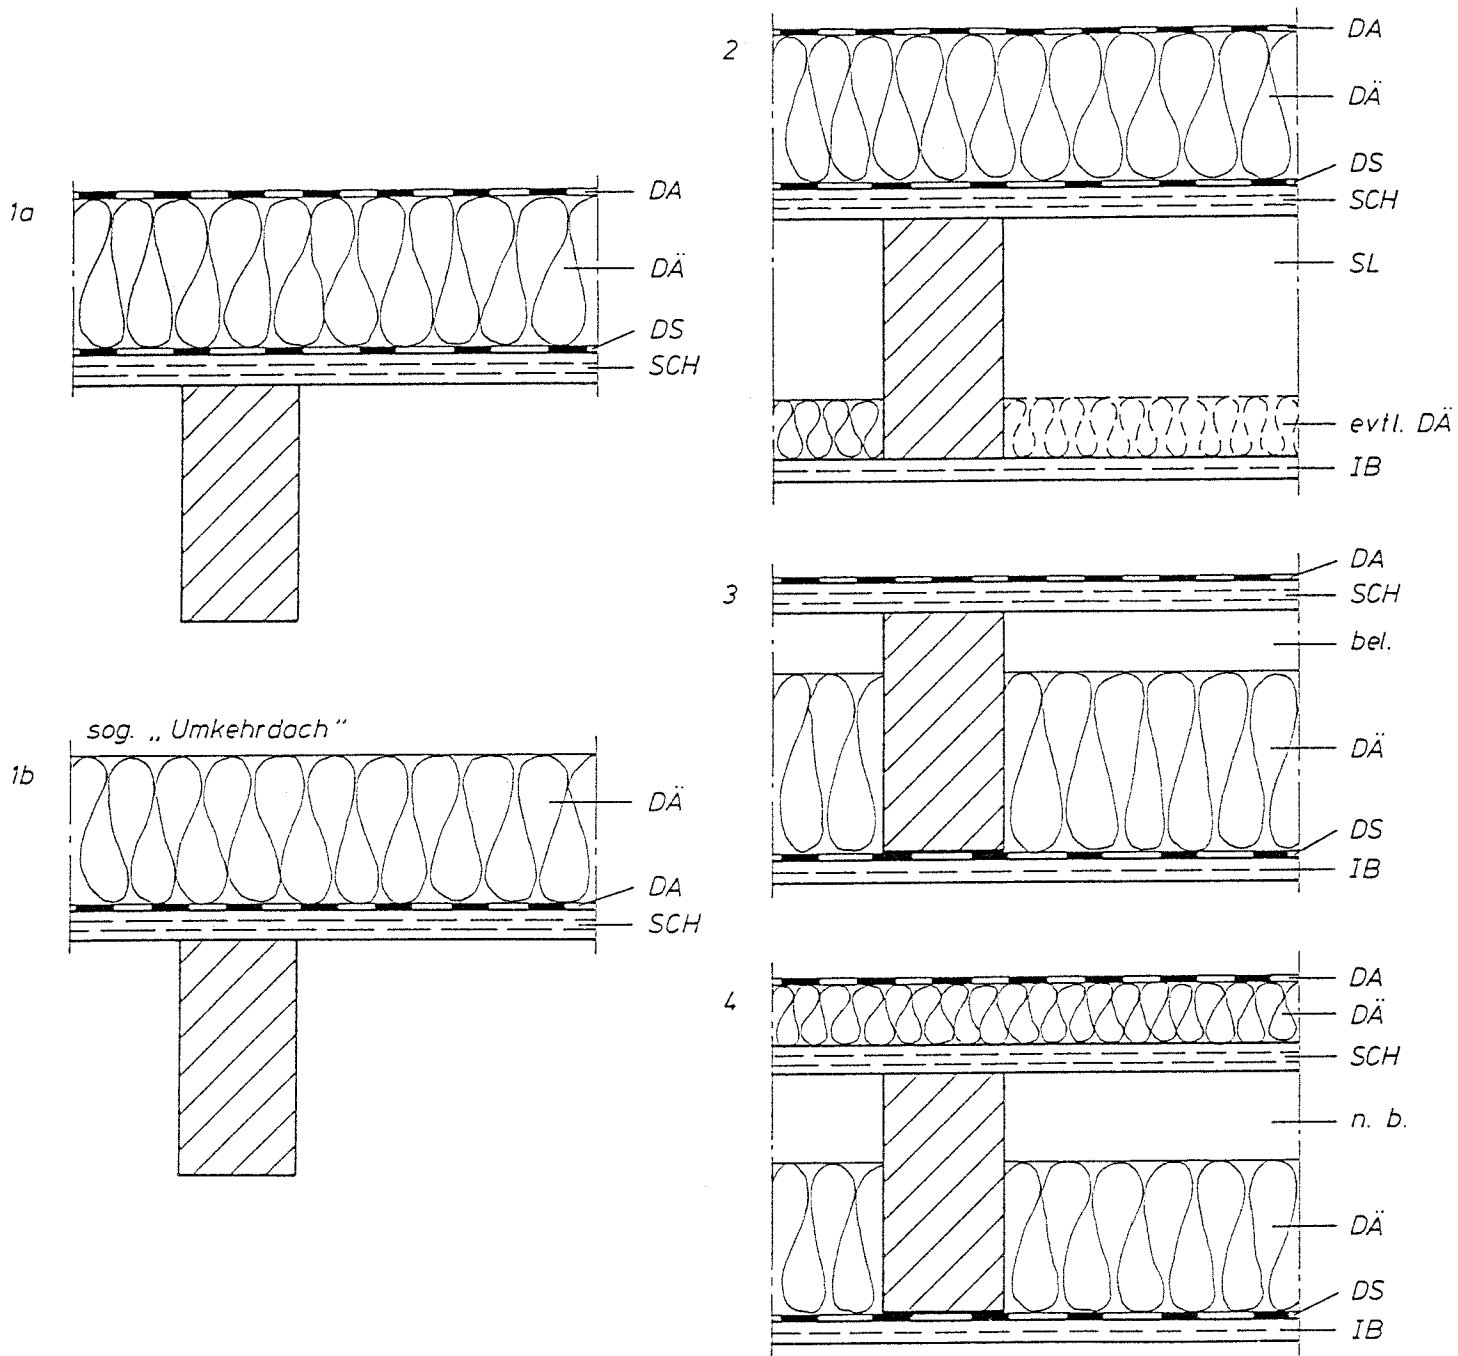 1a
DA
DÄ
DS
SCH
sog. „Umkehrdach“
1b
DÄ
DA
SCH
2
DA
DÄ
DS
SCH
SL
evtl. DÄ
IB
3
DA
SCH
bel.
DÄ
DS
IB
4
DA
DÄ
SCH
n. b.
DÄ
DS
IB